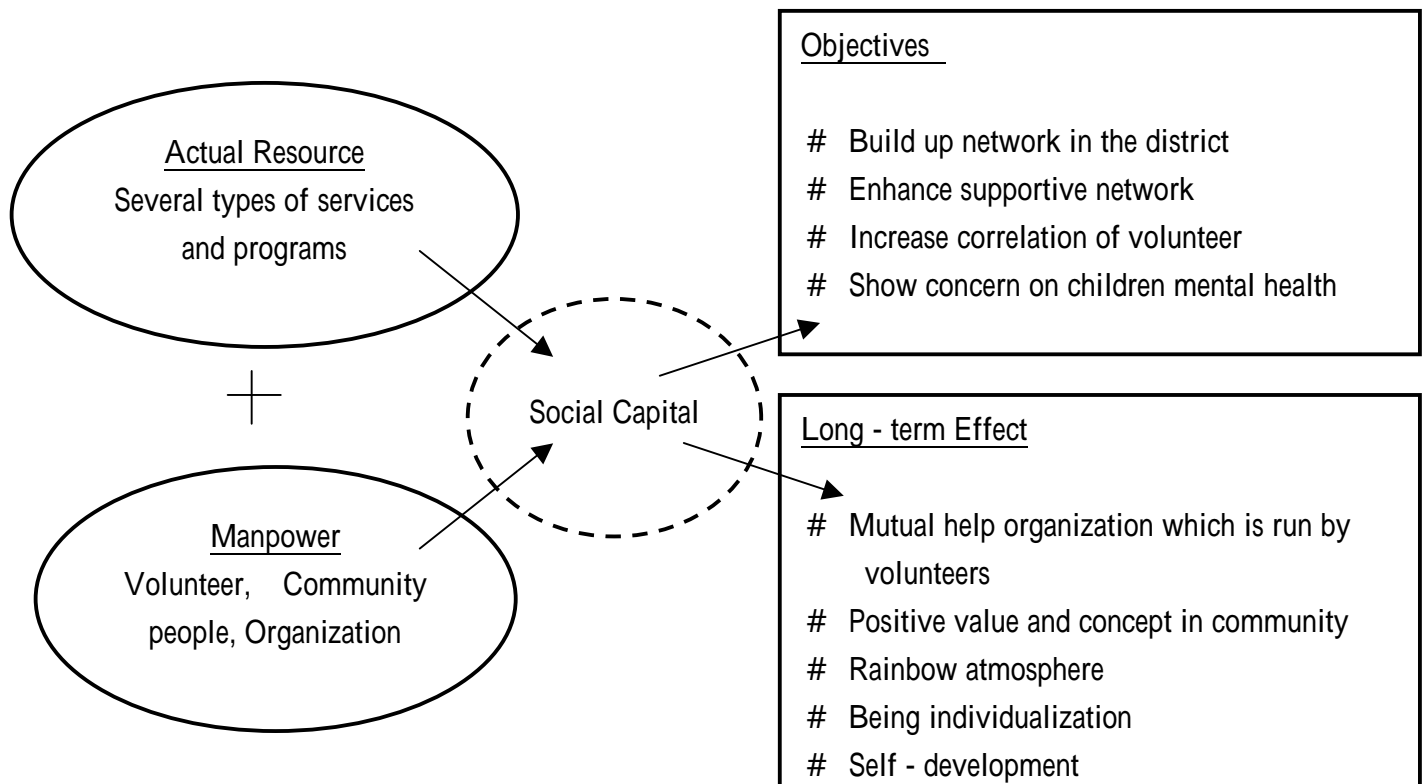 Actual Resource
Several types of services
and programs
Manpower
Volunteer, Community
people, Organization
Social Capital
Objectives
# Build up network in the district
# Enhance supportive network
# Increase correlation of volunteer
# Show concern on children mental health
Long - term Effect
# Mutual help organization which is run by
volunteers
# Positive value and concept in community
# Rainbow atmosphere
# Being individualization
# Self - development